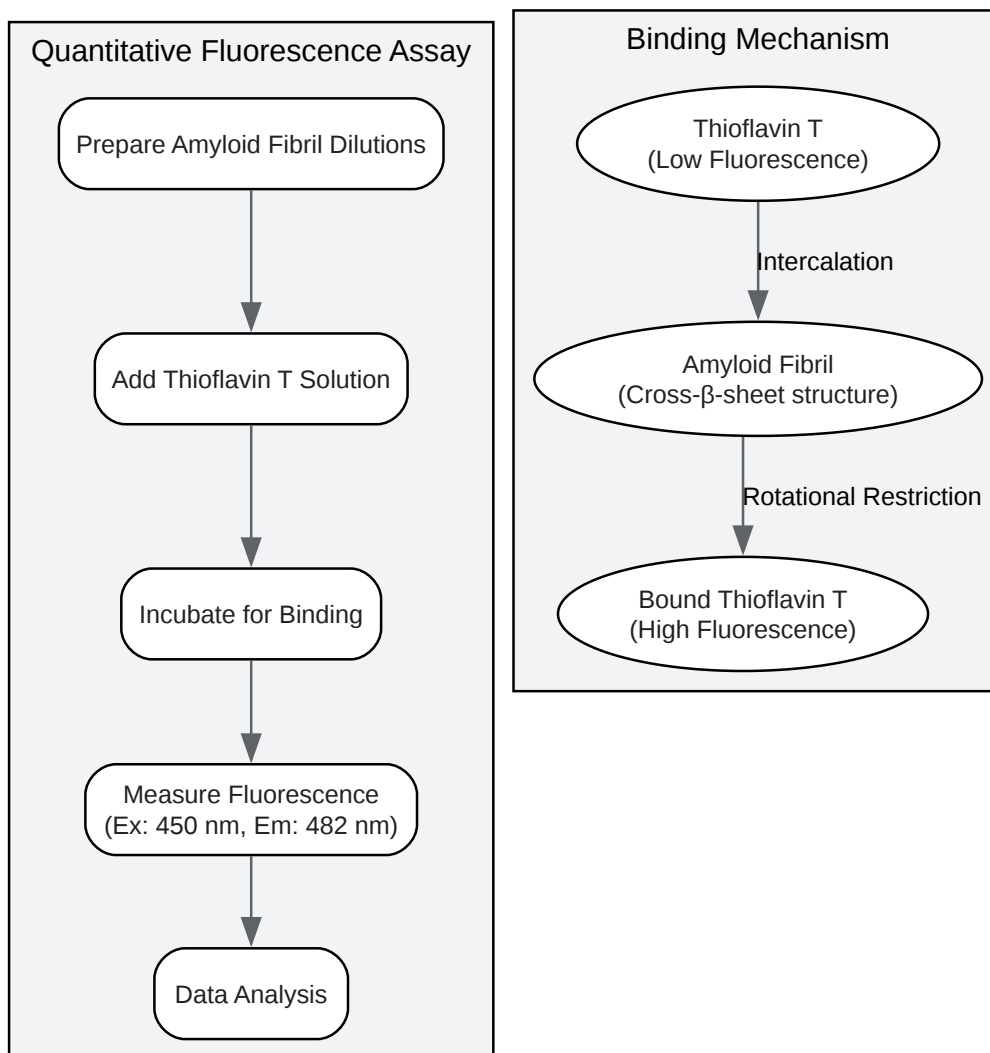 Quantitative Fluorescence Assay
Prepare Amyloid Fibril Dilutions
Add Thioflavin T Solution
Incubate for Binding
Measure Fluorescence
(Ex: 450 nm, Em: 482 nm)
Data Analysis
Binding Mechanism
Thioflavin T
(Low Fluorescence)
Intercalation
Amyloid Fibril
(Cross-β-sheet structure)
Rotational Restriction
Bound Thioflavin T
(High Fluorescence)